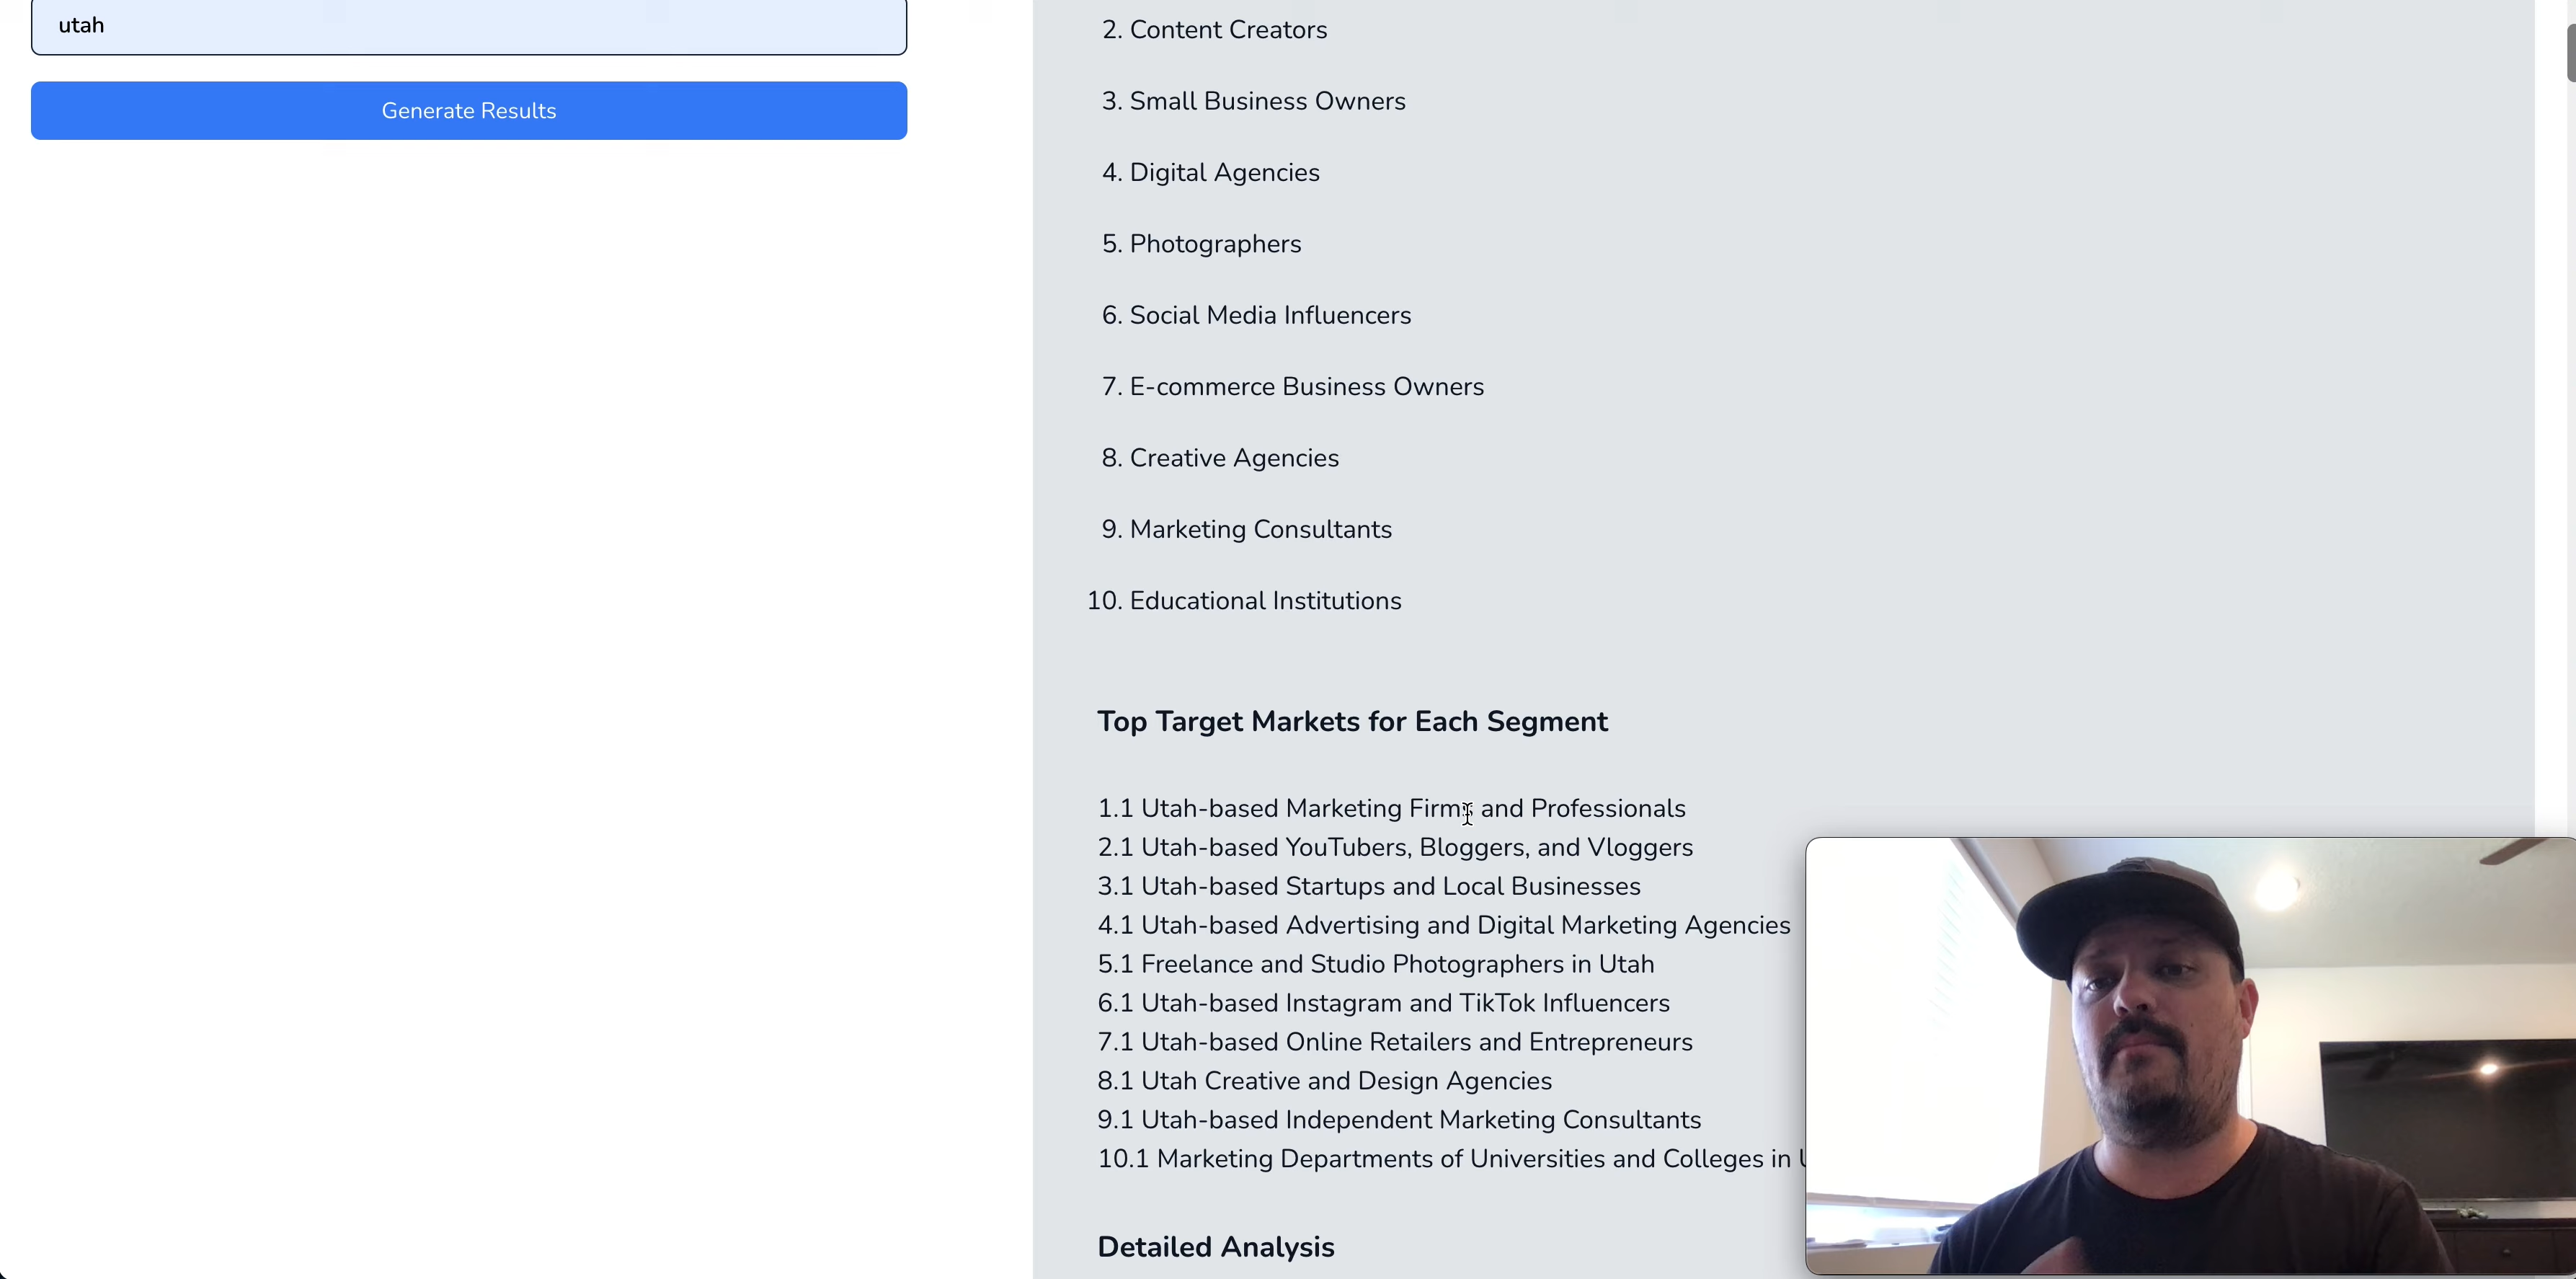 utah
Generate Results
2. Content Creators
3. Small Business Owners
4. Digital Agencies
5. Photographers
6. Social Media Influencers
7. E-commerce Business Owners
8. Creative Agencies
9. Marketing Consultants
10. Educational Institutions
Top Target Markets for Each Segment
1.1 Utah-based Marketing Firms and Professionals
2.1 Utah-based YouTubers, Bloggers, and Vloggers
3.1 Utah-based Startups and Local Businesses
4.1 Utah-based Advertising and Digital Marketing Agencies
5.1 Freelance and Studio Photographers in Utah
6.1 Utah-based Instagram and TikTok Influencers
7.1 Utah-based Online Retailers and Entrepreneurs
8.1 Utah Creative and Design Agencies
9.1 Utah-based Independent Marketing Consultants
10.1 Marketing Departments of Universities and Colleges in
Detailed Analysis